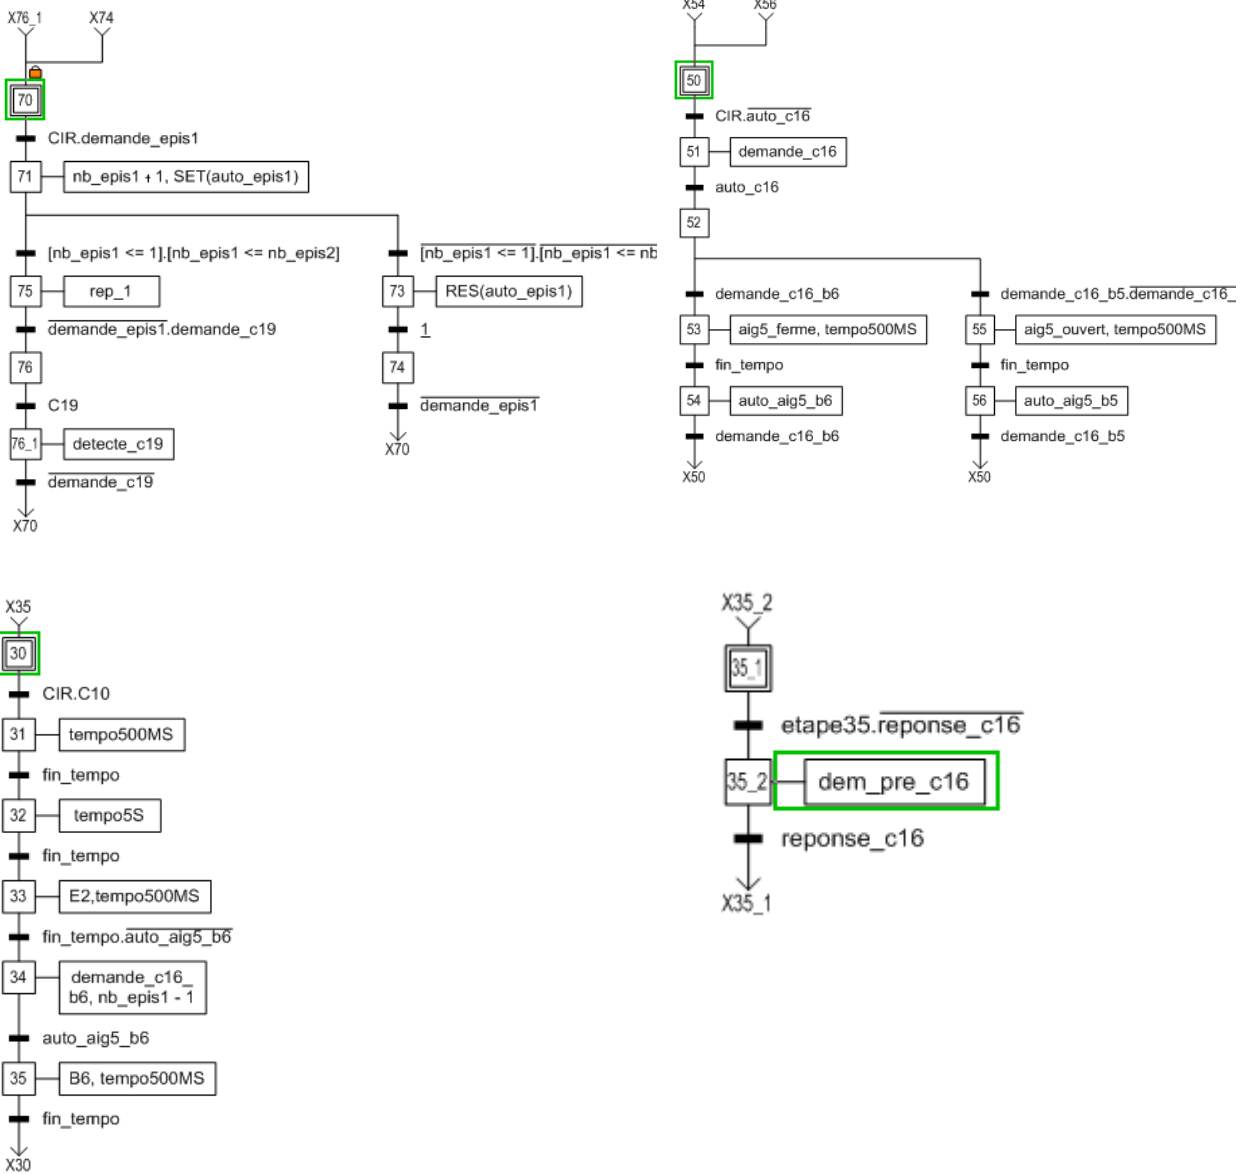 X76_1
X74
70
CIR.demande_epis1
71
nb_epis1 + 1, SET(auto_epis1)
[nb_epis1 <= 1].[nb_epis1 <= nb_epis2]
[nb_epis1 <= 1].[nb_epis1 <= nb
75
rep_1
73
RES(auto_epis1)
demande_epis1.demande_c19
1
76
74
C19
demande_epis1
76_1
detecte_c19
X70
demande_c19
X70
X54
X56
50
CIR.auto_c16
51
demande_c16
auto_c16
52
demande_c16_b6
demande_c16_b5.demande_c16_
53
aig5_ferme, tempo500MS
55
aig5_ouvert, tempo500MS
fin_tempo
fin_tempo
54
auto_aig5_b6
56
auto_aig5_b5
demande_c16_b6
demande_c16_b5
X50
X50
X35
30
CIR.C10
31
tempo500MS
fin_tempo
32
tempo5S
fin_tempo
33
E2,tempo500MS
fin_tempo.auto_aig5_b6
34
demande_c16_
b6, nb_epis1 - 1
auto_aig5_b6
35
B6, tempo500MS
fin_tempo
X30
X35_2
35_1
etape35.reponse_c16
35_2
dem_pre_c16
reponse_c16
X35_1